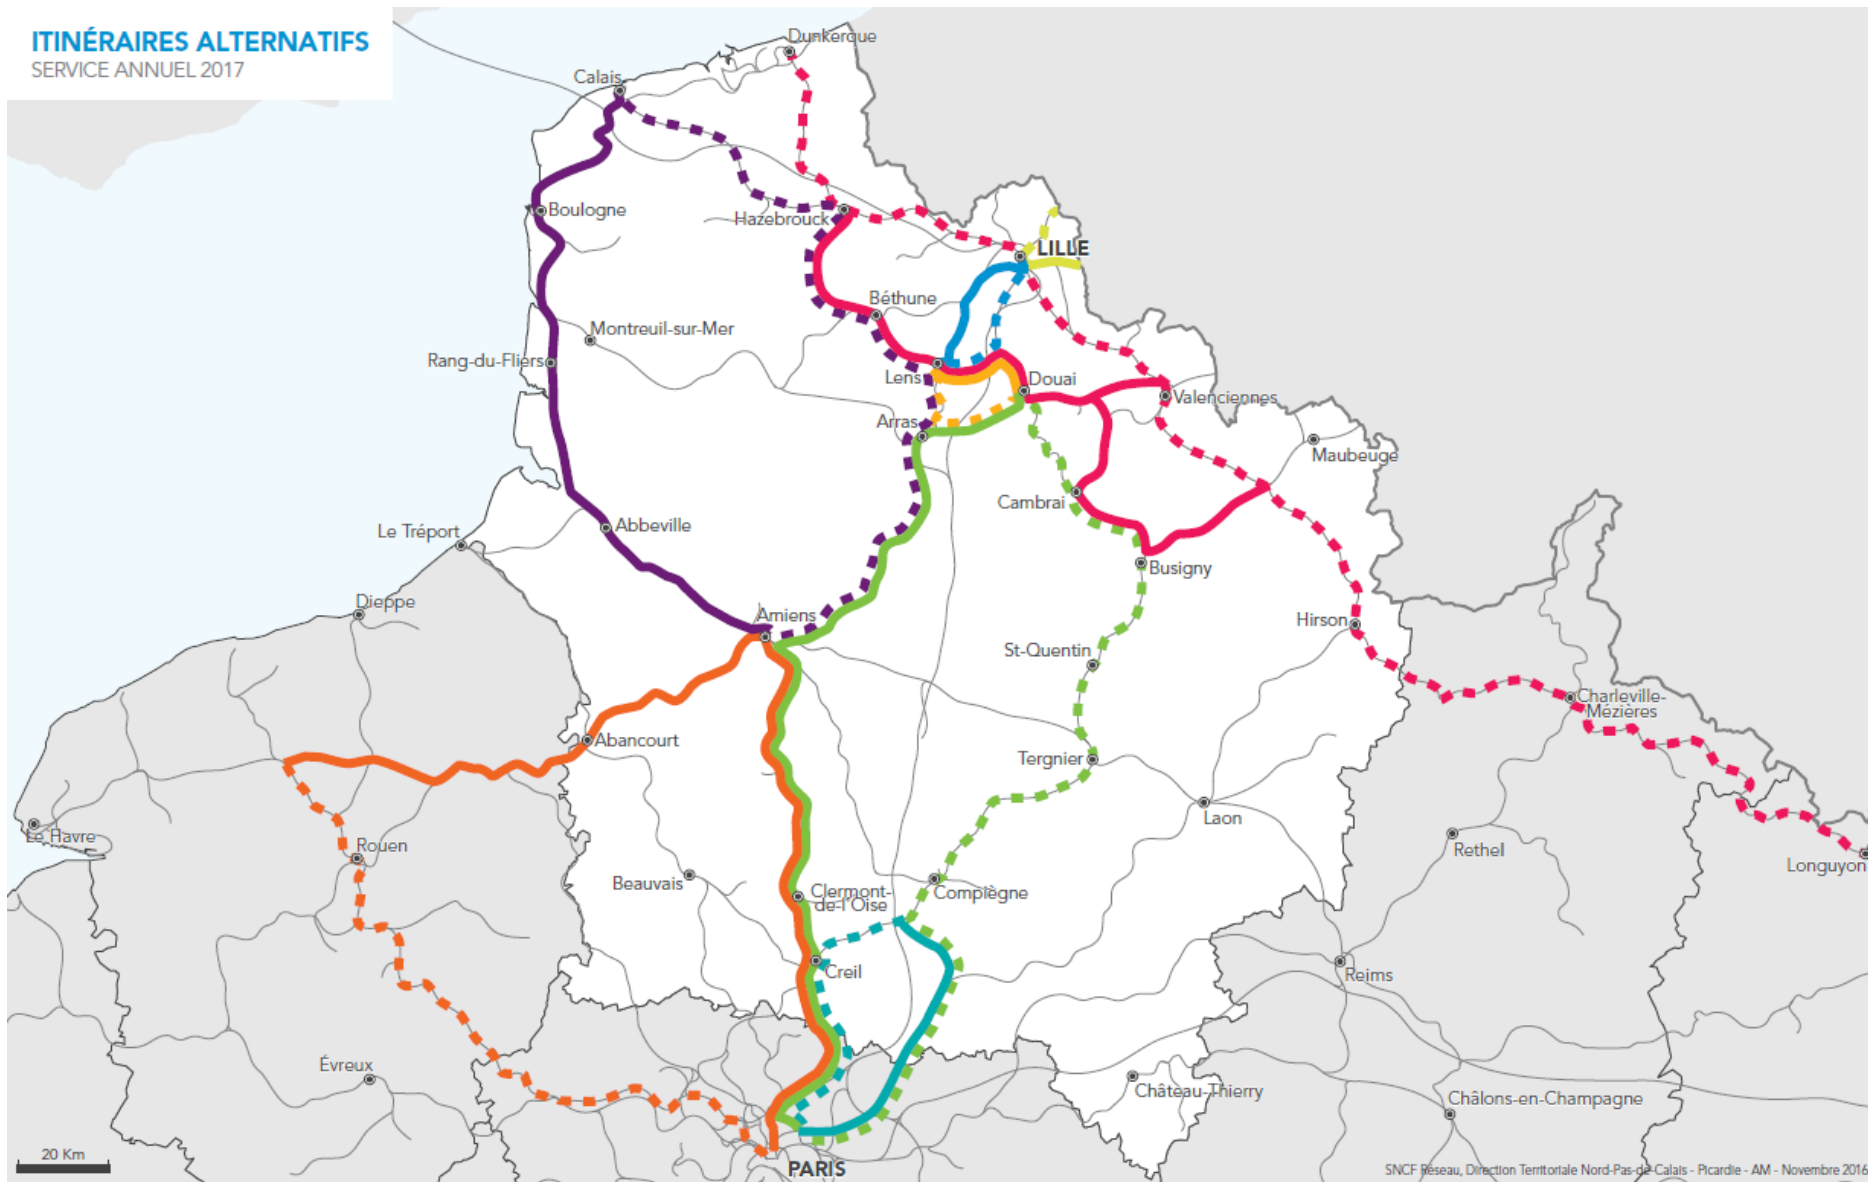 ITINÉRAIRES ALTERNATIFS
SERVICE ANNUEL 2017
Dunkerque
Calais
Boulogne
Hazebrouck
LILLE
Béthune
Montreuil-sur-Mer
Rang-du-Fliers
Lens
Douai
Valenciennes
Arras
Maubeuge
Cambrai
Le Tréport
Abbeville
Busigny
Dieppe
Amiens
Hirson
St-Quentin
Charleville-
Mézières
Abancourt
Tergnier
Laon
Le Havre
Rouen
Rethel
Longuyon
Beauvais
Clermont-
de-l'Oise
Compiègne
Creil
Reims
Évreux
Château-Thierry
Châlons-en-Champagne
20 Km
PARIS
SNCF Réseau, Direction Territoriale Nord-Pas-de-Calais - Picardie - AM - Novembre 2016